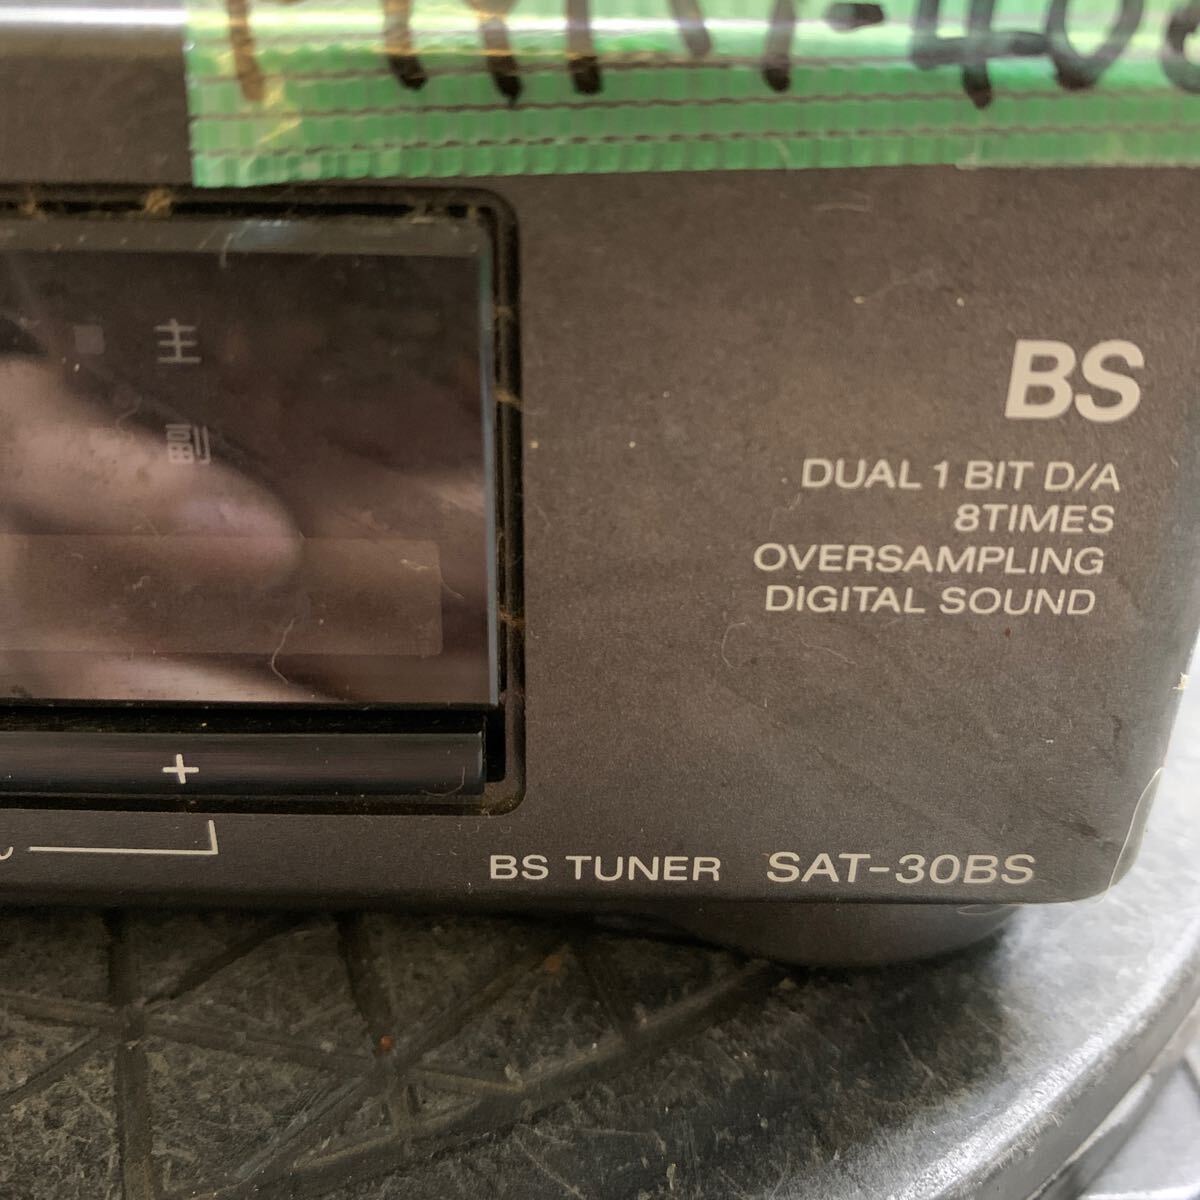 主
副
BS
DUAL 1 BIT D/A
8TIMES
OVERSAMPLING
DIGITAL SOUND
+
BS TUNER SAT-30BS